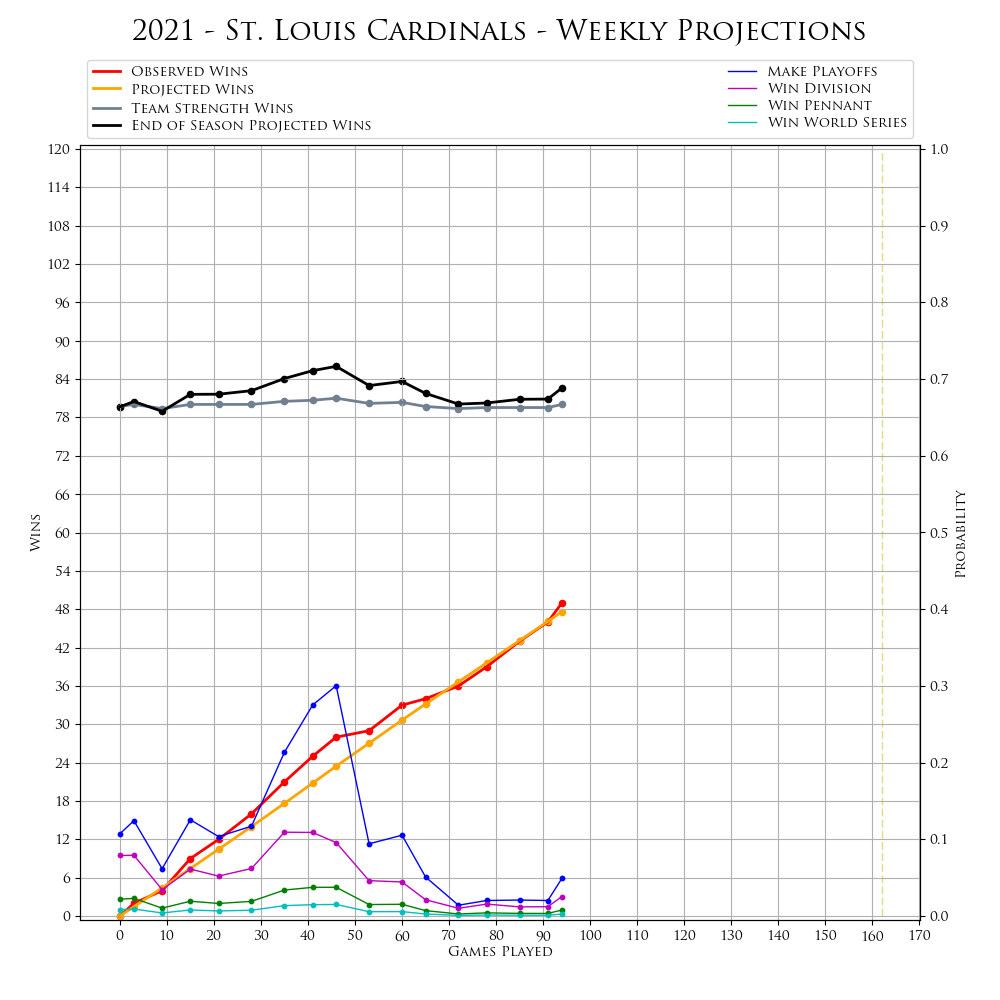 2021 - St. Louis Cardinals - Weekly Projections
Observed Wins
Projected Wins
Team Strength Wins
End of Season Projected Wins
Make Playoffs
Win Division
Win Pennant
Win World Series
120
114
108
102
96
90
84
78
72
66
60
54
48
42
36
30
24
18
12
6
0
Wins
1.0
0.9
0.8
0.7
0.6
0.5
0.4
0.3
0.2
0.1
0.0
Probability
0 10 20 30 40 50 60 70 80 90 100 110 120 130 140 150 160 170
Games Played